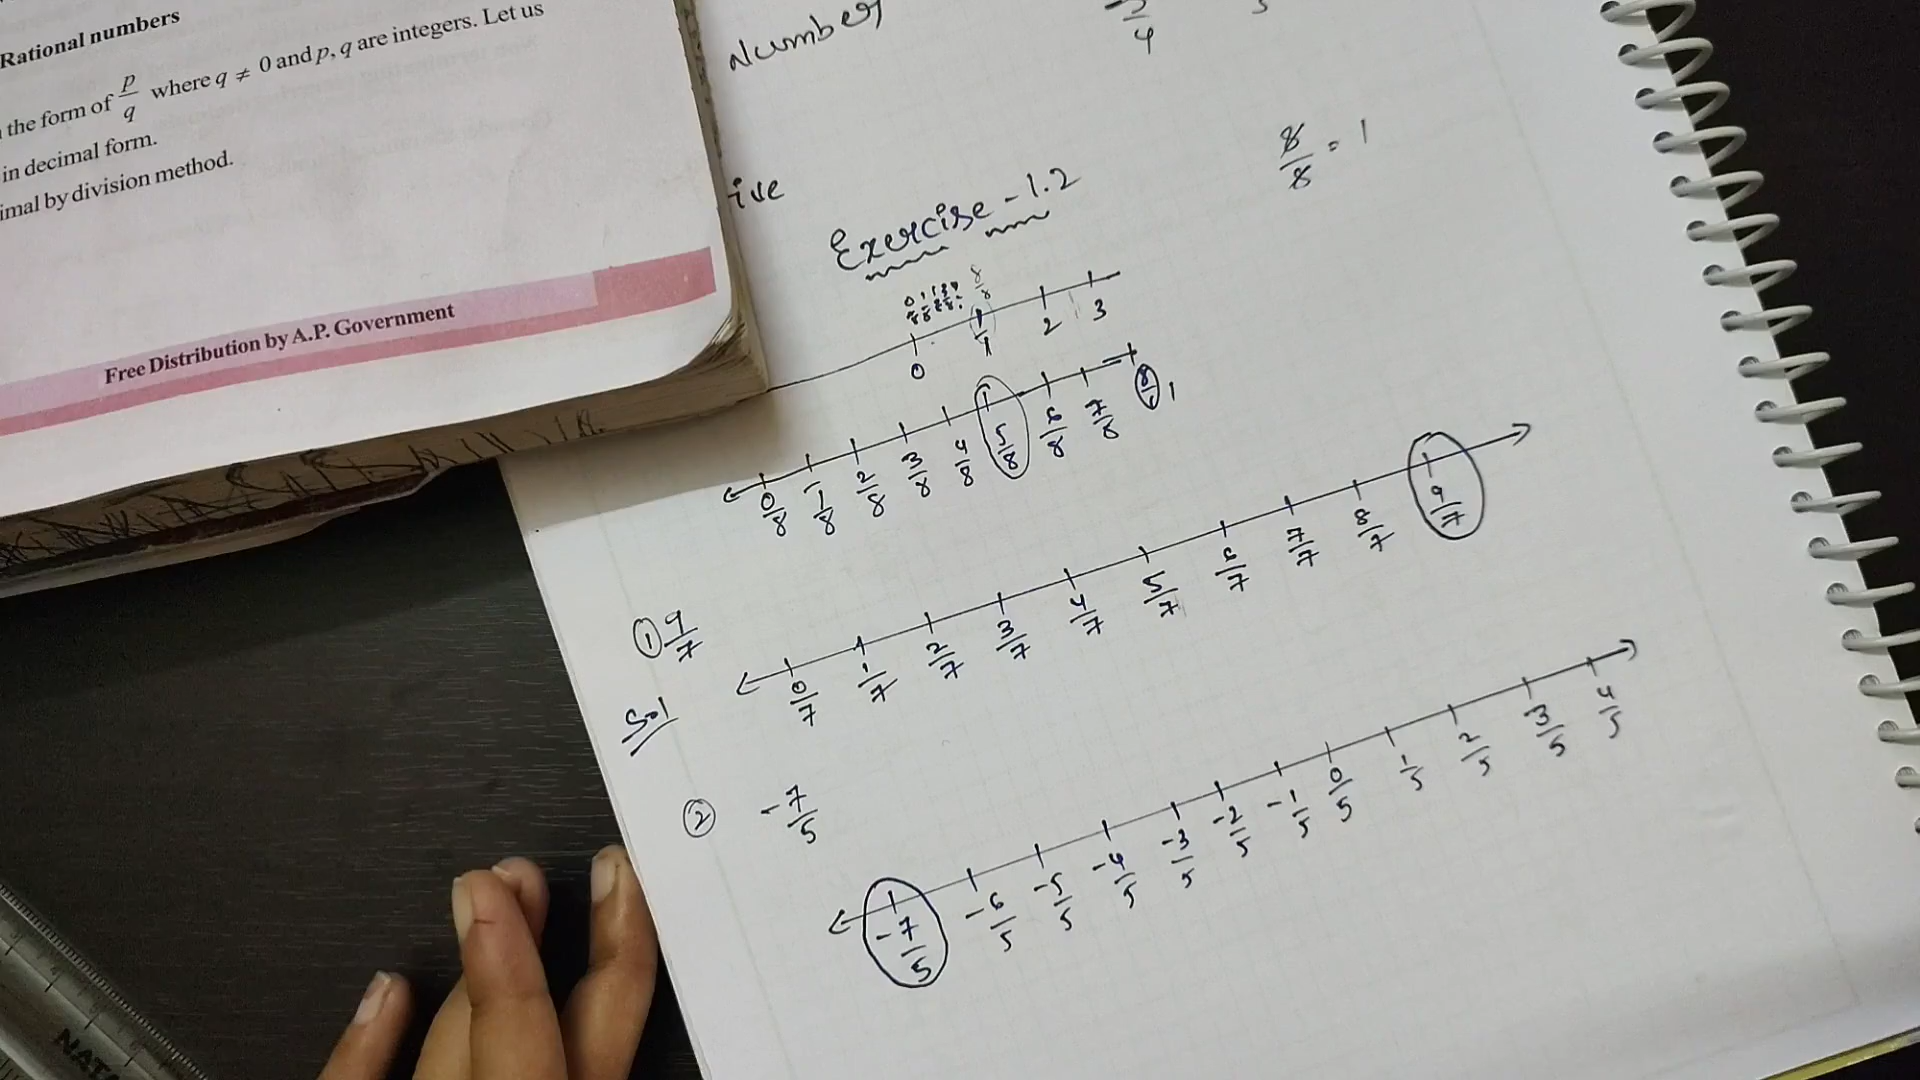 Rational numbers
the form of p/q where q ≠ 0 and p, q are integers. Let us
in decimal form.
imal by division method.
Free Distribution by A.P. Government
Number
4
ive
8/8 = 1
Exercise - 1.2
8/8
0 1 2 3
0/8 1/8 2/8 3/8 4/8 5/8 6/8 7/8 1
① 9/7
Sol
0/7 1/7 2/7 3/7 4/7 5/7 6/7 7/7 8/7 9/7
② -7/5
-7/5 -6/5 -5/5 -4/5 -3/5 -2/5 -1/5 0/5 1/5 2/5 3/5 4/5